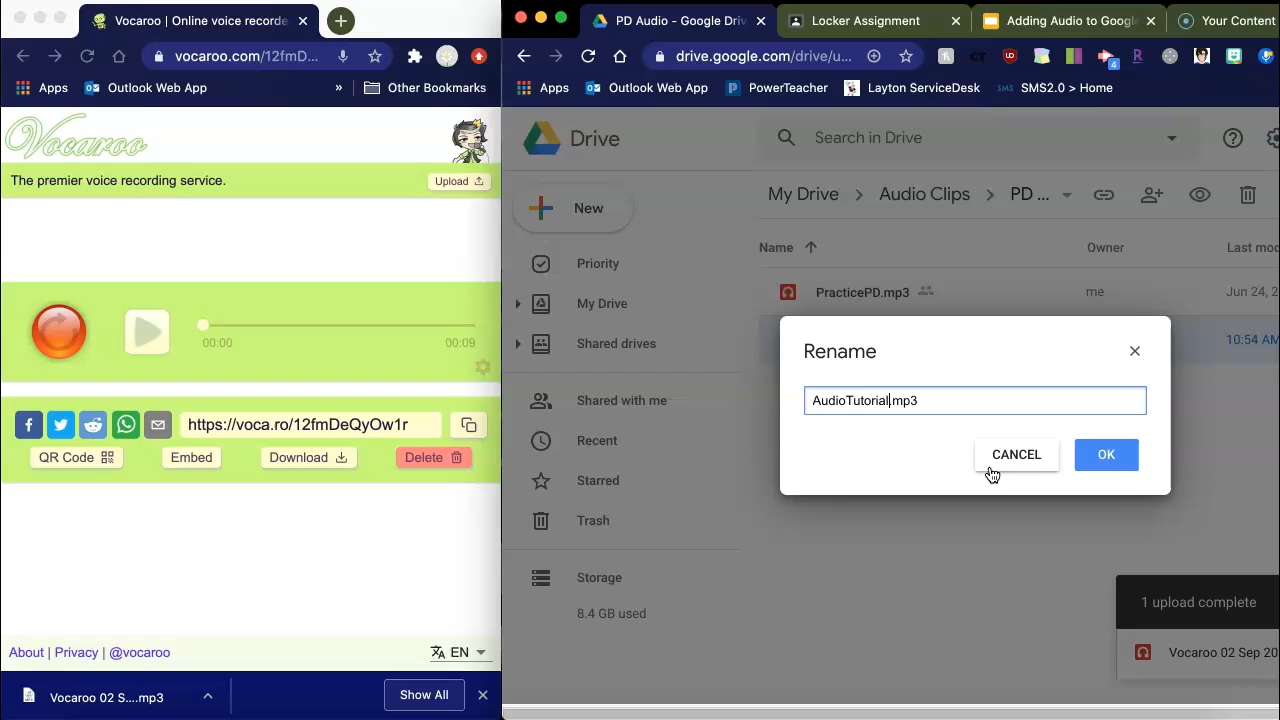 Vocaroo | Online voice recorde
vocaroo.com/12fmD...
Apps
Outlook Web App
»
Other Bookmarks
Vocaroo
The premier voice recording service.
Upload
00:00
00:09
https://voca.ro/12fmDeQyOw1r
QR Code
Embed
Download
Delete
About | Privacy | @vocaroo
EN
Vocaroo 02 S....mp3
Show All
PD Audio - Google Driv
Locker Assignment
Adding Audio to Google
Your Content
drive.google.com/drive/u...
4
Apps
Outlook Web App
PowerTeacher
Layton ServiceDesk
SMS2.0 > Home
Drive
Search in Drive
New
My Drive > Audio Clips > PD ...
Name
Owner
Last mod
Priority
My Drive
Shared drives
Shared with me
Recent
Starred
Trash
Storage
8.4 GB used
PracticePD.mp3
me
Jun 24, 2
10:54 AM
Rename
AudioTutorial.mp3
CANCEL
OK
1 upload complete
Vocaroo 02 Sep 20